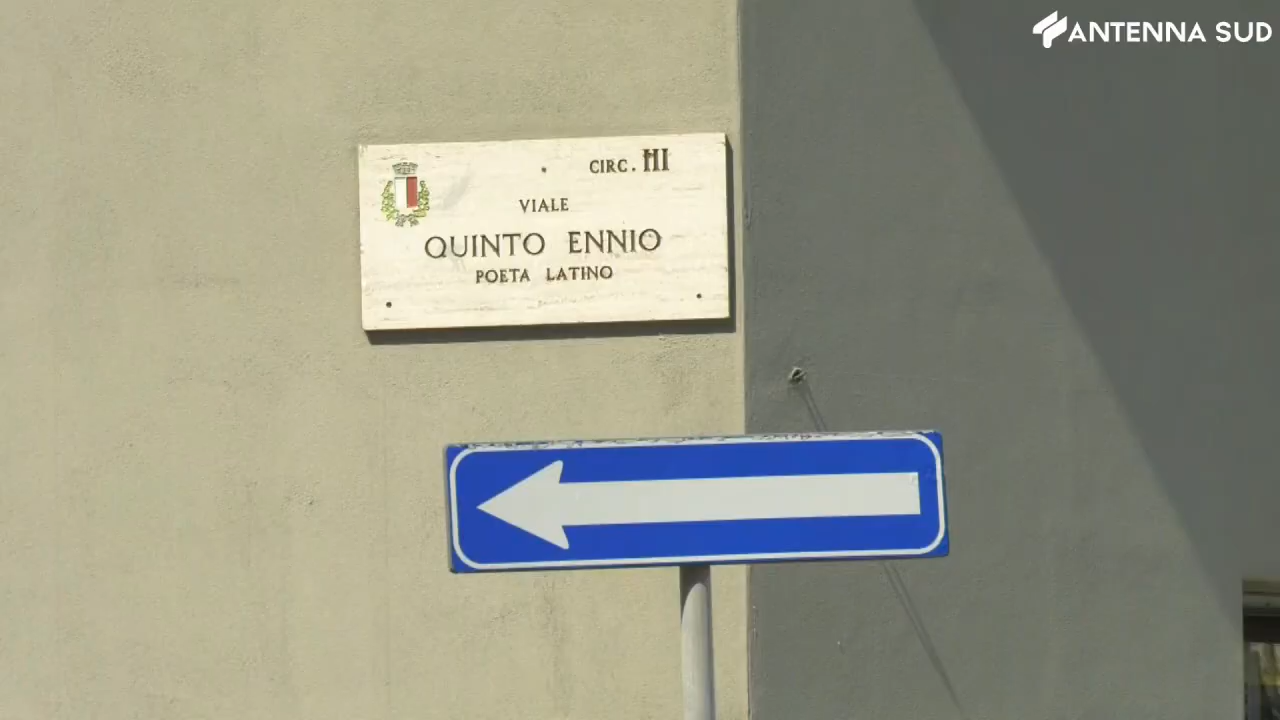 ANTENNA SUD
CIRC. III
VIALE
QUINTO ENNIO
POETA LATINO